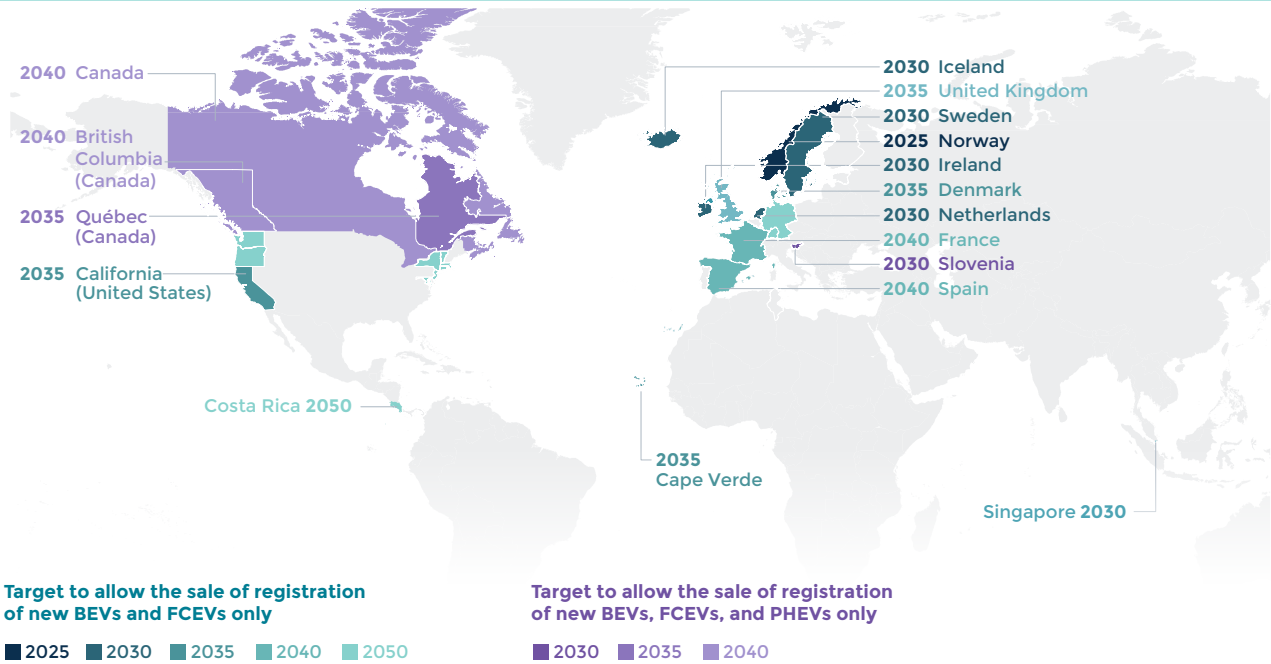 2040 Canada
2040 British
Columbia
(Canada)
2035 Québec
(Canada)
2035 California
(United States)
Costa Rica 2050
2030 Iceland
2035 United Kingdom
2030 Sweden
2025 Norway
2030 Ireland
2035 Denmark
2030 Netherlands
2040 France
2030 Slovenia
2040 Spain
2035
Cape Verde
Singapore 2030
Target to allow the sale of registration
of new BEVs and FCEVs only
2025 2030 2035 2040 2050
Target to allow the sale of registration
of new BEVs, FCEVs, and PHEVs only
2030 2035 2040